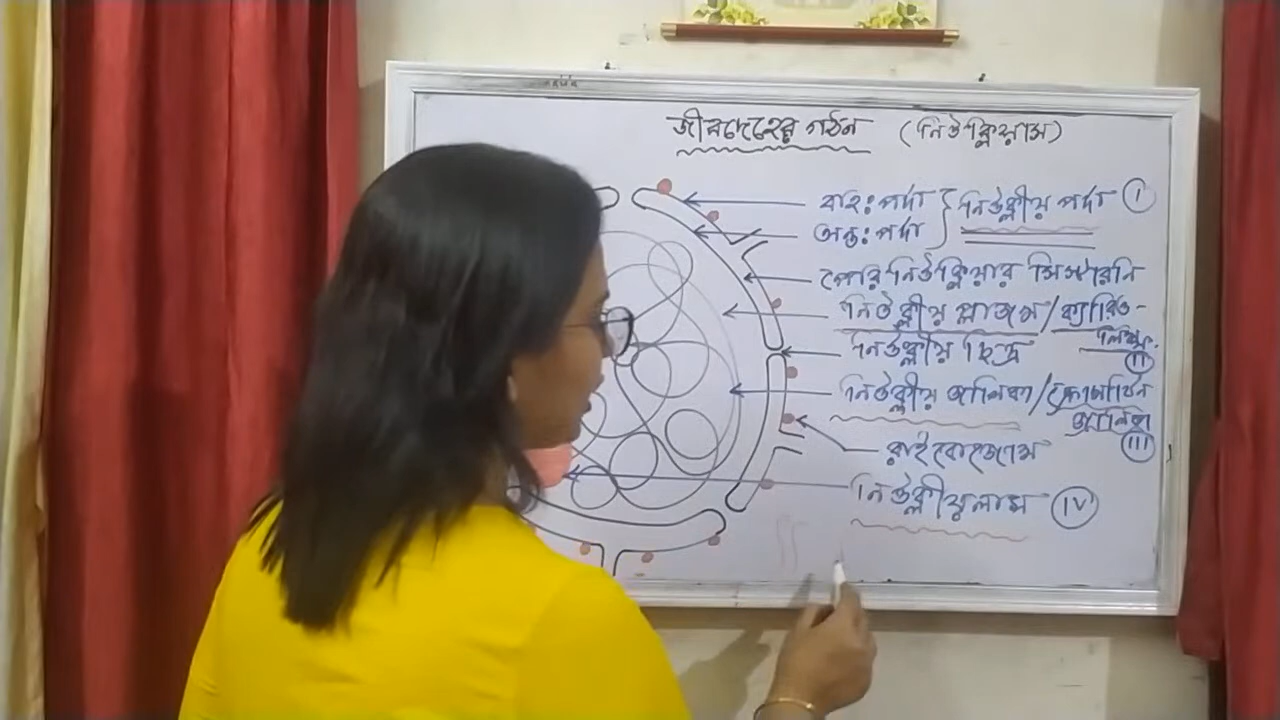 জীবদেহের গঠন (নিউক্লিয়াস)
বহিঃপর্দা
অন্তঃপর্দা
নিউক্লীয় পর্দা I
পেরিনিউক্লিয়ার সিস্টারনি
নিউক্লীয় প্লাজম/ক্যারিও-
লিম্ফ II
নিউক্লীয় ছিদ্র
নিউক্লীয় জালিকা/ক্রোমাটিন
জালিকা III
রাইবোজোম
নিউক্লীয়লাস IV